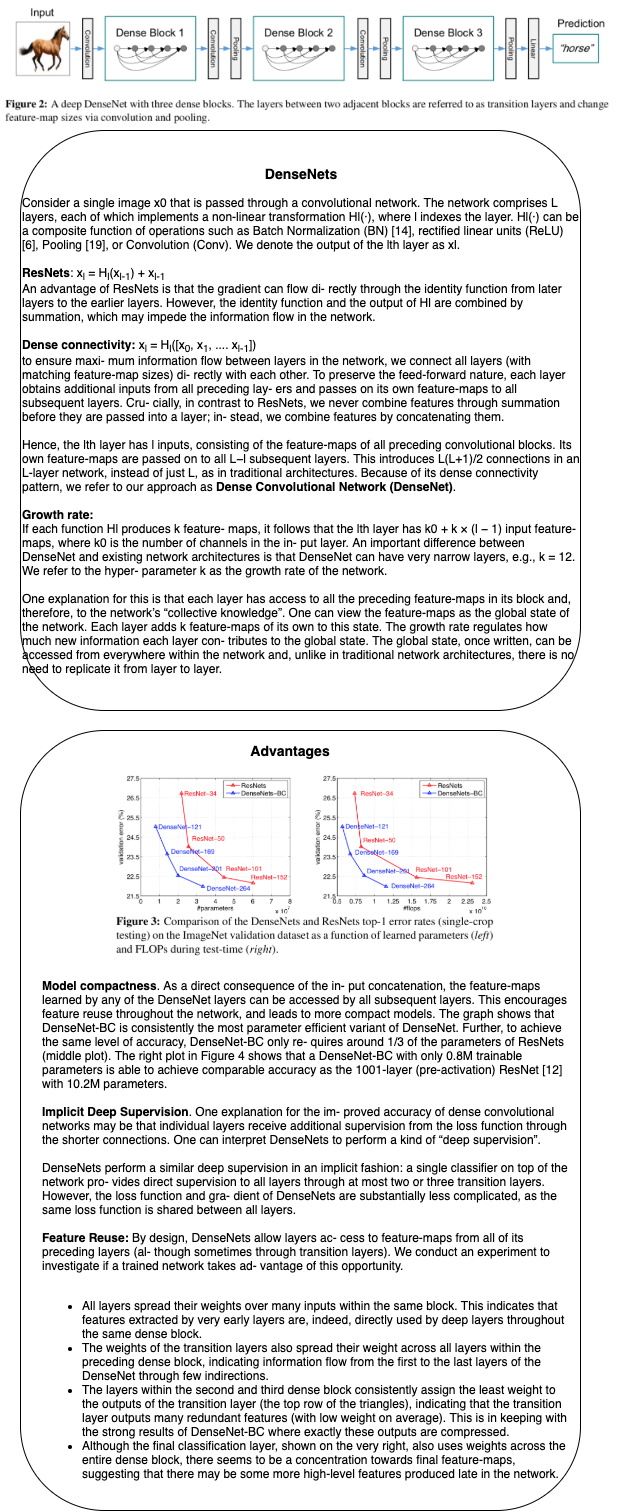 Input
Prediction
Convolution
Dense Block 1
Convolution
Pooling
Dense Block 2
Convolution
Pooling
Dense Block 3
Pooling
Linear
"horse"
Figure 2: A deep DenseNet with three dense blocks. The layers between two adjacent blocks are referred to as transition layers and change
feature-map sizes via convolution and pooling.
DenseNets
Consider a single image x0 that is passed through a convolutional network. The network comprises L
layers, each of which implements a non-linear transformation Hl(·), where l indexes the layer. Hl(·) can be
a composite function of operations such as Batch Normalization (BN) [14], rectified linear units (ReLU)
[6], Pooling [19], or Convolution (Conv). We denote the output of the lth layer as xl.
ResNets: xl = Hl(xl-1) + xl-1
An advantage of ResNets is that the gradient can flow di- rectly through the identity function from later
layers to the earlier layers. However, the identity function and the output of Hl are combined by
summation, which may impede the information flow in the network.
Dense connectivity: xl = Hl([x0, x1, .... xl-1])
to ensure maxi- mum information flow between layers in the network, we connect all layers (with
matching feature-map sizes) di- rectly with each other. To preserve the feed-forward nature, each layer
obtains additional inputs from all preceding lay- ers and passes on its own feature-maps to all
subsequent layers. Cru- cially, in contrast to ResNets, we never combine features through summation
before they are passed into a layer; in- stead, we combine features by concatenating them.
Hence, the lth layer has l inputs, consisting of the feature-maps of all preceding convolutional blocks. Its
own feature-maps are passed on to all L−l subsequent layers. This introduces L(L+1)/2 connections in an
L-layer network, instead of just L, as in traditional architectures. Because of its dense connectivity
pattern, we refer to our approach as Dense Convolutional Network (DenseNet).
Growth rate:
If each function Hl produces k feature- maps, it follows that the lth layer has k0 + k × (l − 1) input feature-
maps, where k0 is the number of channels in the in- put layer. An important difference between
DenseNet and existing network architectures is that DenseNet can have very narrow layers, e.g., k = 12.
We refer to the hyper- parameter k as the growth rate of the network.
One explanation for this is that each layer has access to all the preceding feature-maps in its block and,
therefore, to the network's "collective knowledge". One can view the feature-maps as the global state of
the network. Each layer adds k feature-maps of its own to this state. The growth rate regulates how
much new information each layer con- tributes to the global state. The global state, once written, can be
accessed from everywhere within the network and, unlike in traditional network architectures, there is no
need to replicate it from layer to layer.
Advantages
27.5
26.5
25.5
24.5
23.5
22.5
21.5
validation error (%)
ResNets
DenseNets-BC
ResNet-34
DenseNet-121
ResNet-50
DenseNet-169
DenseNet-201
ResNet-101
ResNet-152
DenseNet-264
0 1 2 3 4 5 6 7 8
#parameters
x 10^7
27.5
26.5
25.5
24.5
23.5
22.5
21.5
validation error (%)
ResNets
DenseNets-BC
ResNet-34
DenseNet-121
ResNet-50
DenseNet-169
DenseNet-201
ResNet-101
ResNet-152
DenseNet-264
0.5 0.75 1 1.25 1.5 1.75 2 2.25 2.5
#flops
x 10^10
Figure 3: Comparison of the DenseNets and ResNets top-1 error rates (single-crop
testing) on the ImageNet validation dataset as a function of learned parameters (left)
and FLOPs during test-time (right).
Model compactness. As a direct consequence of the in- put concatenation, the feature-maps
learned by any of the DenseNet layers can be accessed by all subsequent layers. This encourages
feature reuse throughout the network, and leads to more compact models. The graph shows that
DenseNet-BC is consistently the most parameter efficient variant of DenseNet. Further, to achieve
the same level of accuracy, DenseNet-BC only re- quires around 1/3 of the parameters of ResNets
(middle plot). The right plot in Figure 4 shows that a DenseNet-BC with only 0.8M trainable
parameters is able to achieve comparable accuracy as the 1001-layer (pre-activation) ResNet [12]
with 10.2M parameters.
Implicit Deep Supervision. One explanation for the im- proved accuracy of dense convolutional
networks may be that individual layers receive additional supervision from the loss function through
the shorter connections. One can interpret DenseNets to perform a kind of "deep supervision".
DenseNets perform a similar deep supervision in an implicit fashion: a single classifier on top of the
network pro- vides direct supervision to all layers through at most two or three transition layers.
However, the loss function and gra- dient of DenseNets are substantially less complicated, as the
same loss function is shared between all layers.
Feature Reuse: By design, DenseNets allow layers ac- cess to feature-maps from all of its
preceding layers (al- though sometimes through transition layers). We conduct an experiment to
investigate if a trained network takes ad- vantage of this opportunity.
• All layers spread their weights over many inputs within the same block. This indicates that
features extracted by very early layers are, indeed, directly used by deep layers throughout
the same dense block.
• The weights of the transition layers also spread their weight across all layers within the
preceding dense block, indicating information flow from the first to the last layers of the
DenseNet through few indirections.
• The layers within the second and third dense block consistently assign the least weight to
the outputs of the transition layer (the top row of the triangles), indicating that the transition
layer outputs many redundant features (with low weight on average). This is in keeping with
the strong results of DenseNet-BC where exactly these outputs are compressed.
• Although the final classification layer, shown on the very right, also uses weights across the
entire dense block, there seems to be a concentration towards final feature-maps,
suggesting that there may be some more high-level features produced late in the network.